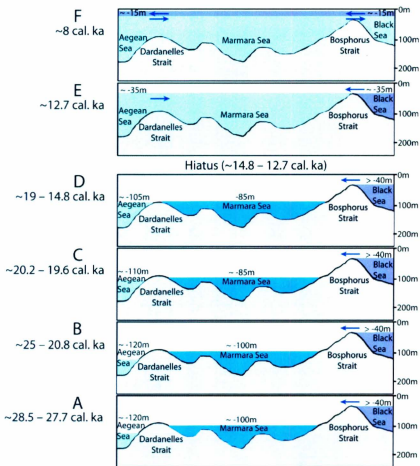 F
~8 cal. ka
~-15m
~-15m
0m
100m
200m
Aegean Sea
Dardanelles Strait
Marmara Sea
Bosphorus Strait
Black Sea
E
~12.7 cal. ka
~-35m
~-35m
0m
100m
200m
Aegean Sea
Dardanelles Strait
Marmara Sea
Bosphorus Strait
Black Sea
Hiatus (~14.8 – 12.7 cal. ka)
D
~19 – 14.8 cal. ka
~ -105m
-85m
> -40m
0m
100m
200m
Aegean Sea
Dardanelles Strait
Marmara Sea
Bosphorus Strait
Black Sea
C
~20.2 – 19.6 cal. ka
~ -110m
~ -85m
> -40m
0m
100m
200m
Aegean Sea
Dardanelles Strait
Marmara Sea
Bosphorus Strait
Black Sea
B
~25 – 20.8 cal. ka
~ -120m
~ -100m
> -40m
0m
100m
200m
Aegean Sea
Dardanelles Strait
Marmara Sea
Bosphorus Strait
Black Sea
A
~28.5 – 27.7 cal. ka
~ -120m
~-100m
> -40m
0m
100m
200m
Aegean Sea
Dardanelles Strait
Marmara Sea
Bosphorus Strait
Black Sea